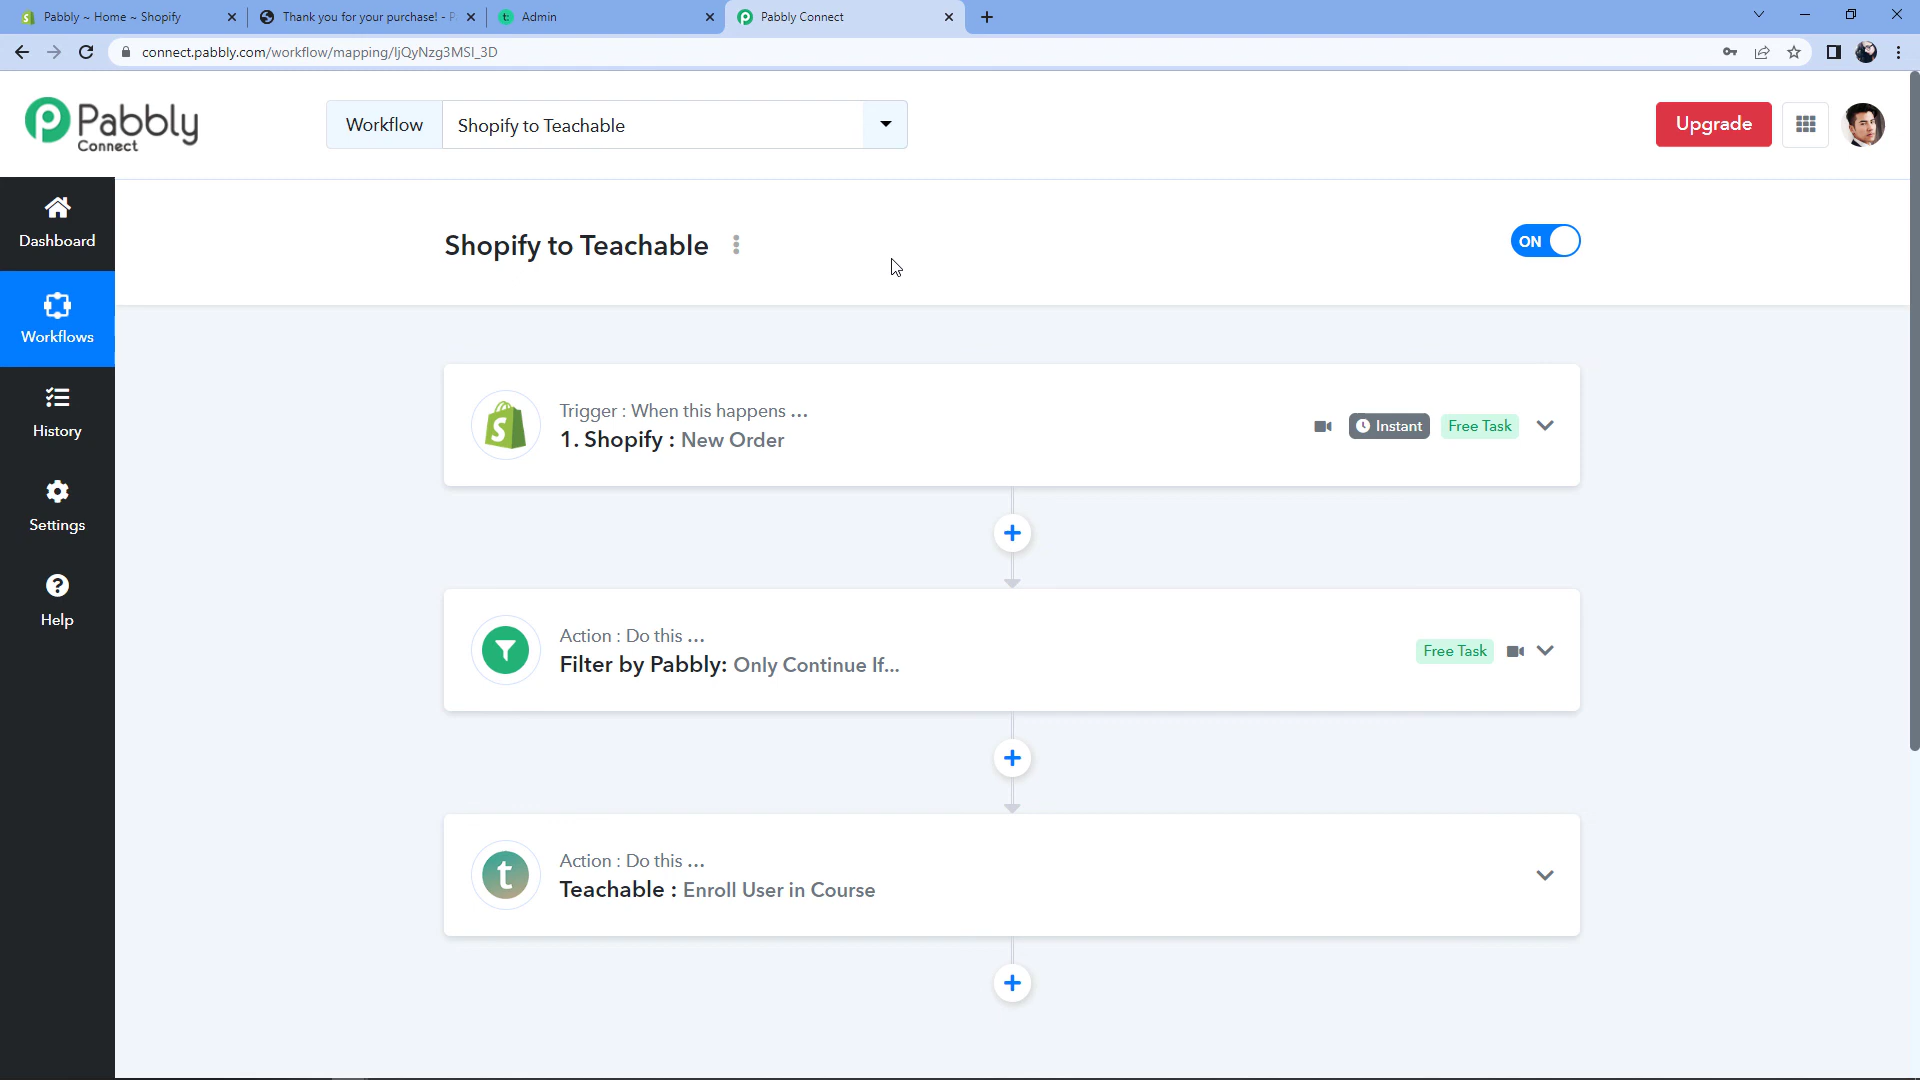 Pabbly ~ Home ~ Shopify
Thank you for your purchase! - P
Admin
Pabbly Connect
connect.pabbly.com/workflow/mapping/IjQyNzg3MSI_3D
Pabbly
Connect
Workflow
Shopify to Teachable
Upgrade
Dashboard
Workflows
History
Settings
Help
Shopify to Teachable
ON
Trigger : When this happens ...
1. Shopify : New Order
Instant
Free Task
Action : Do this ...
Filter by Pabbly: Only Continue If...
Free Task
Action : Do this ...
Teachable : Enroll User in Course